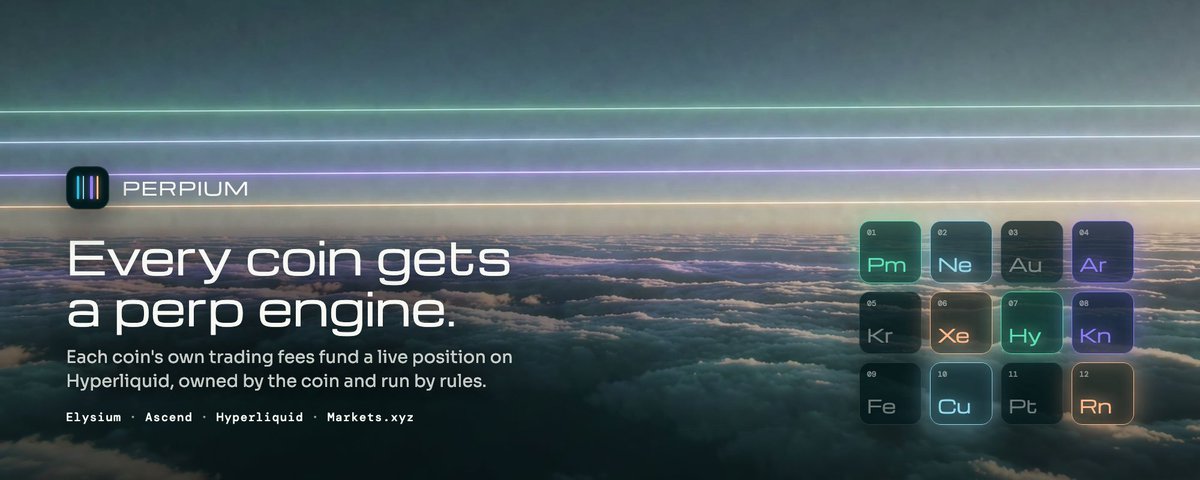 PERPIUM
Every coin gets
a perp engine.
Each coin's own trading fees fund a live position on
Hyperliquid, owned by the coin and run by rules.
Elysium · Ascend · Hyperliquid · Markets.xyz
01 02 03 04
Pm Ne Au Ar
05 06 07 08
Kr Xe Hy Kn
09 10 11 12
Fe Cu Pt Rn